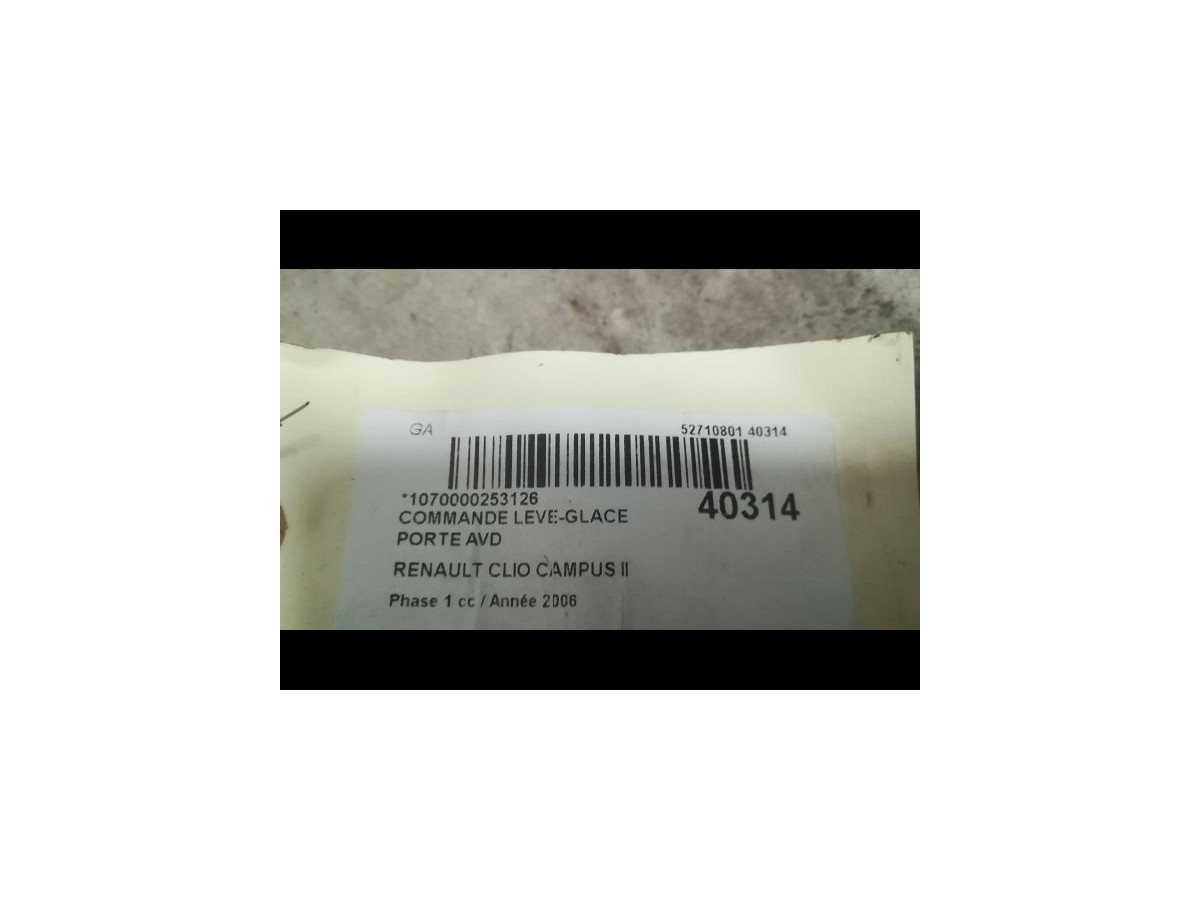 GA
52710801 40314
*1070000253126
40314
COMMANDE LEVE-GLACE
PORTE AVD
RENAULT CLIO CAMPUS II
Phase 1 cc / Année 2006